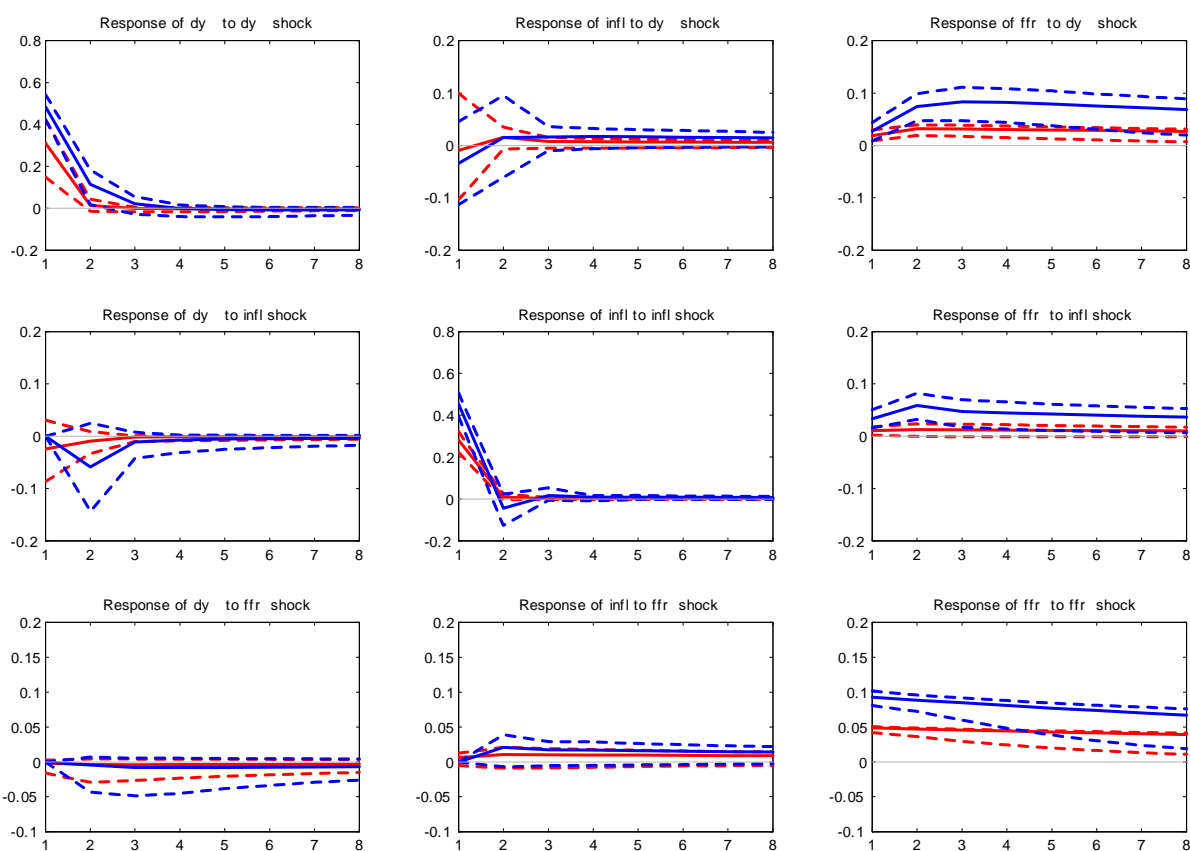 Response of dy to dy shock
0.8
0.6
0.4
0.2
0
-0.2
1 2 3 4 5 6 7 8
Response of infl to dy shock
0.2
0.1
0
-0.1
-0.2
1 2 3 4 5 6 7 8
Response of ffr to dy shock
0.2
0.1
0
-0.1
-0.2
1 2 3 4 5 6 7 8
Response of dy to infl shock
0.2
0.1
0
-0.1
-0.2
1 2 3 4 5 6 7 8
Response of infl to infl shock
0.8
0.6
0.4
0.2
0
-0.2
1 2 3 4 5 6 7 8
Response of ffr to infl shock
0.2
0.1
0
-0.1
-0.2
1 2 3 4 5 6 7 8
Response of dy to ffr shock
0.2
0.15
0.1
0.05
0
-0.05
-0.1
1 2 3 4 5 6 7 8
Response of infl to ffr shock
0.2
0.15
0.1
0.05
0
-0.05
-0.1
1 2 3 4 5 6 7 8
Response of ffr to ffr shock
0.2
0.15
0.1
0.05
0
-0.05
-0.1
1 2 3 4 5 6 7 8